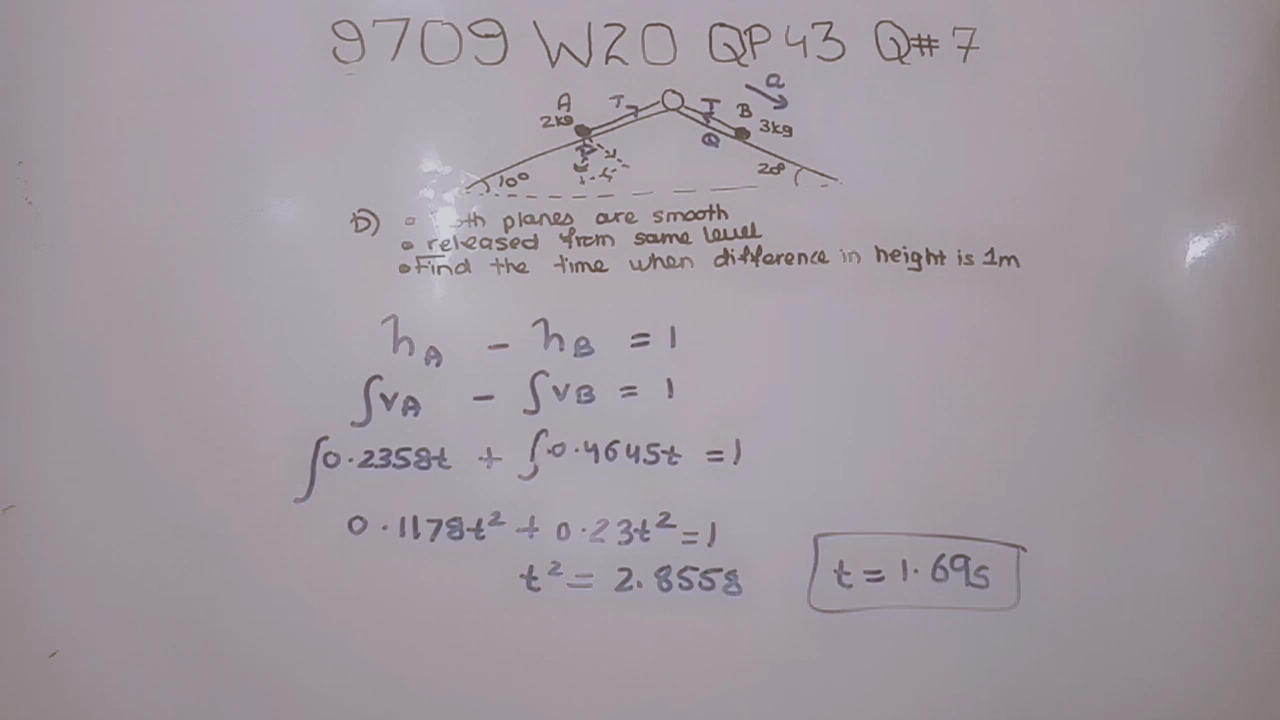 9709 W20 QP43 Q#7
a
A T T B
2kg 3kg
Q
10° 20°
b) • planes are smooth
• released from same level
• Find the time when difference in height is 1m
hA - hB = 1
∫vA - ∫vB = 1
∫0.2358t + ∫0.4645t = 1
0.1178t² + 0.23t² = 1
t² = 2.8558
t = 1.69s